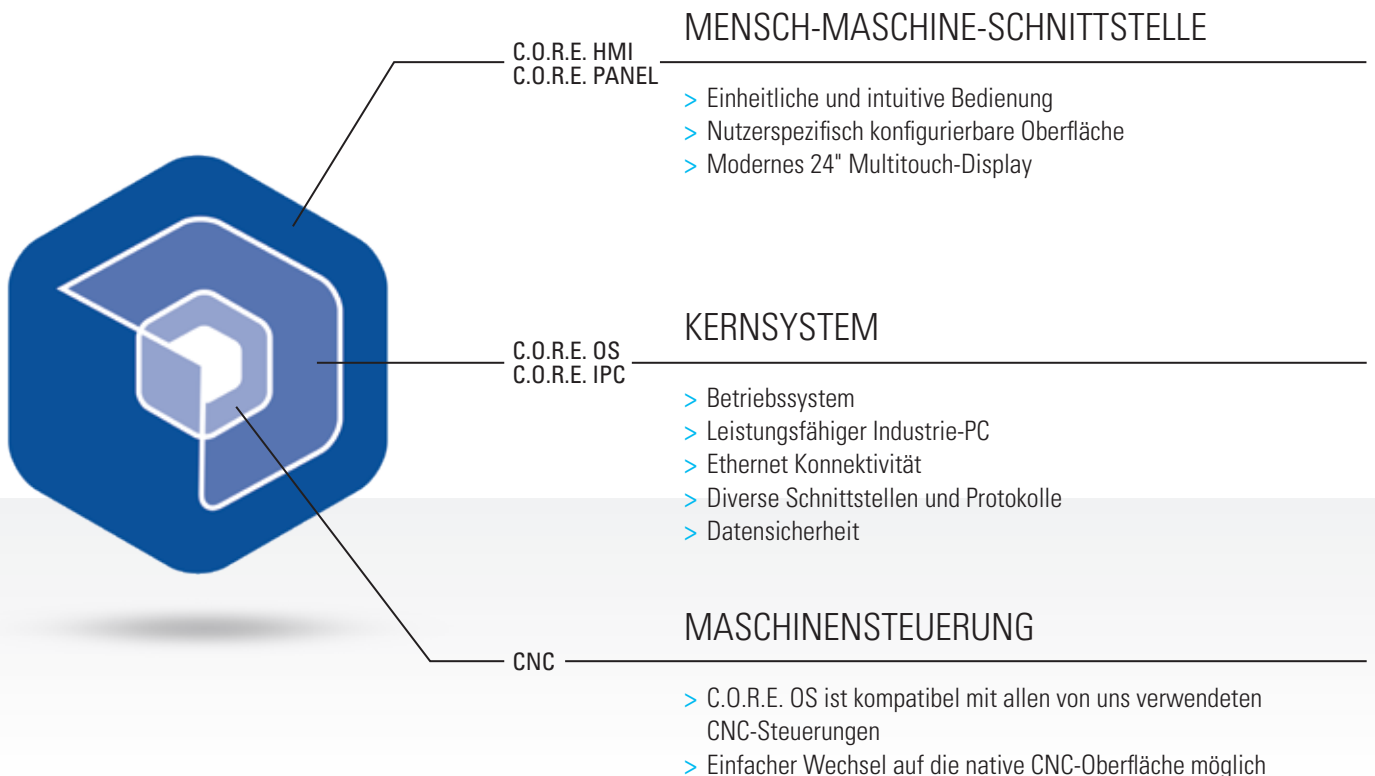 MENSCH-MASCHINE-SCHNITTSTELLE
C.O.R.E. HMI
C.O.R.E. PANEL
> Einheitliche und intuitive Bedienung
> Nutzerspezifisch konfigurierbare Oberfläche
> Modernes 24" Multitouch-Display
KERNSYSTEM
C.O.R.E. OS
C.O.R.E. IPC
> Betriebssystem
> Leistungsfähiger Industrie-PC
> Ethernet Konnektivität
> Diverse Schnittstellen und Protokolle
> Datensicherheit
MASCHINENSTEUERUNG
CNC
> C.O.R.E. OS ist kompatibel mit allen von uns verwendeten
CNC-Steuerungen
> Einfacher Wechsel auf die native CNC-Oberfläche möglich